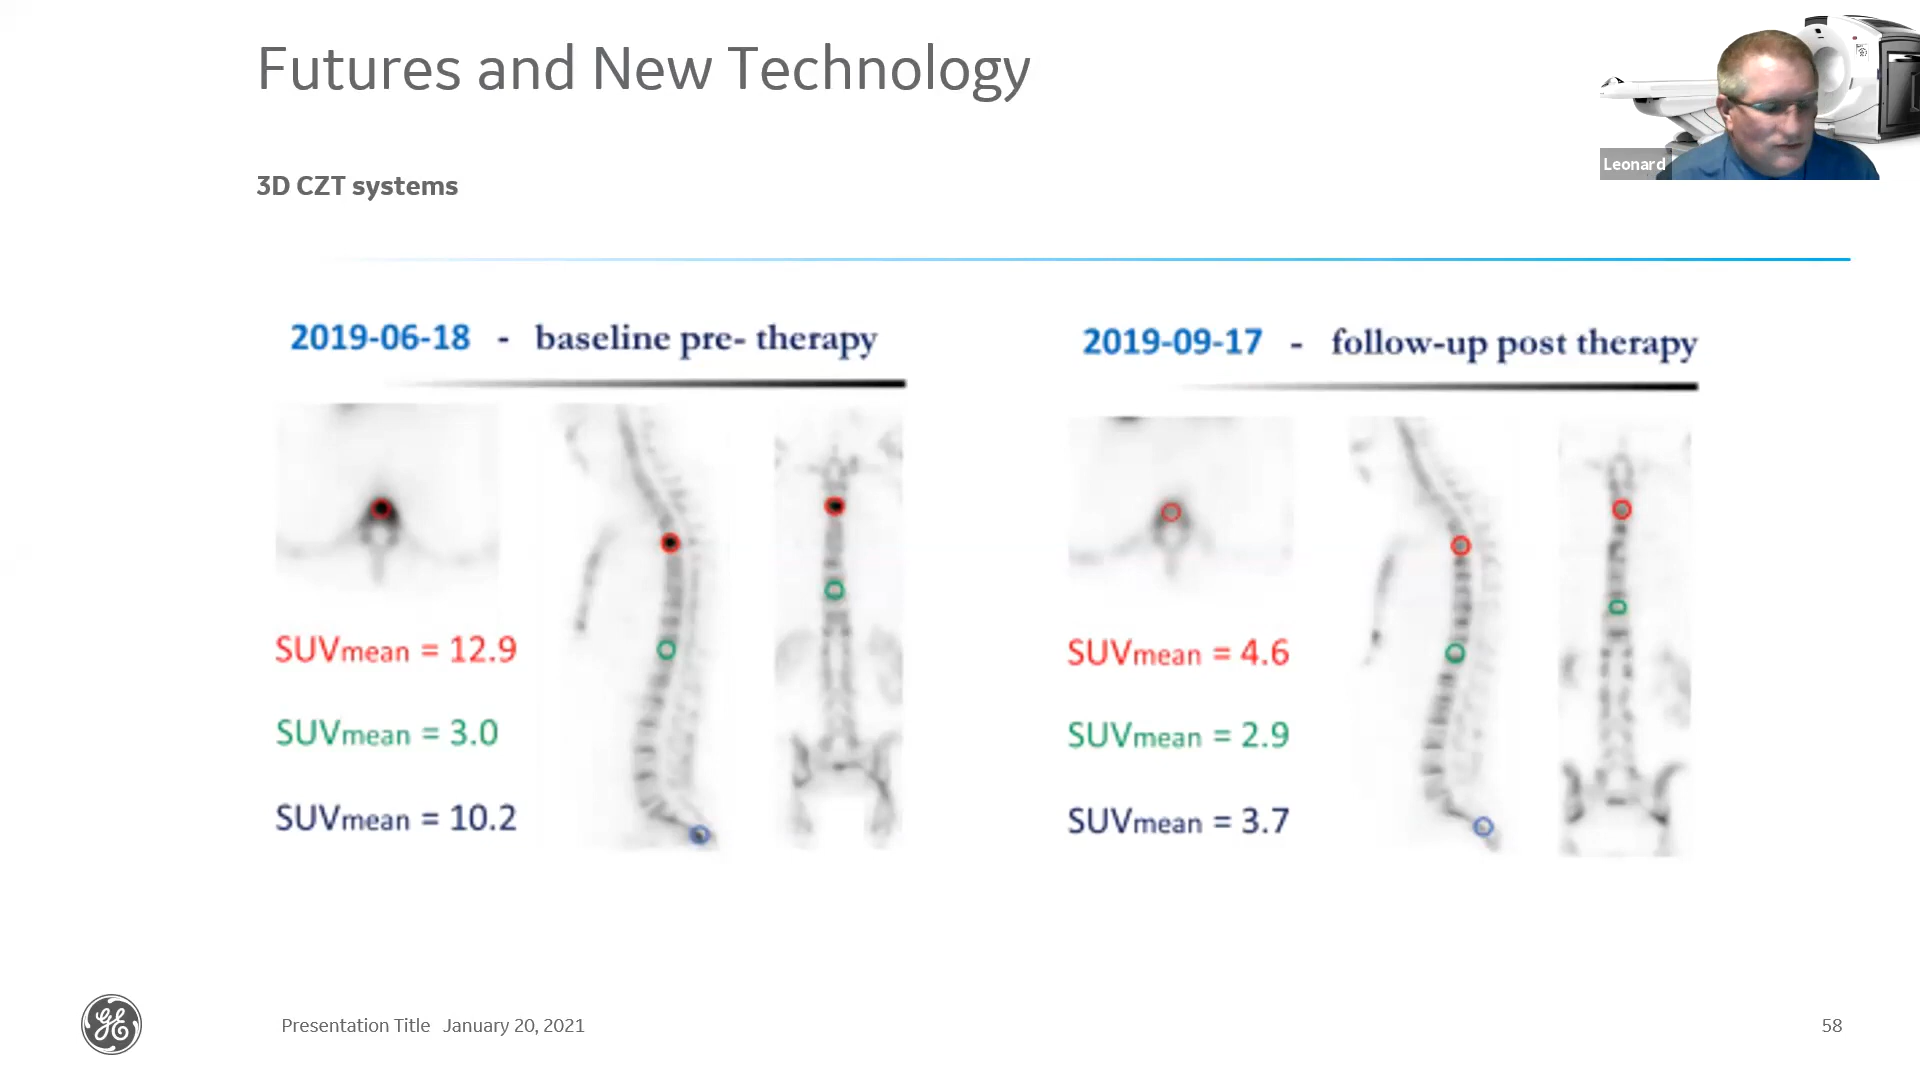 Futures and New Technology
Leonard
3D CZT systems
2019-06-18 - baseline pre- therapy
SUVmean = 12.9
SUVmean = 3.0
SUVmean = 10.2
2019-09-17 - follow-up post therapy
SUVmean = 4.6
SUVmean = 2.9
SUVmean = 3.7
GE
Presentation Title January 20, 2021
58